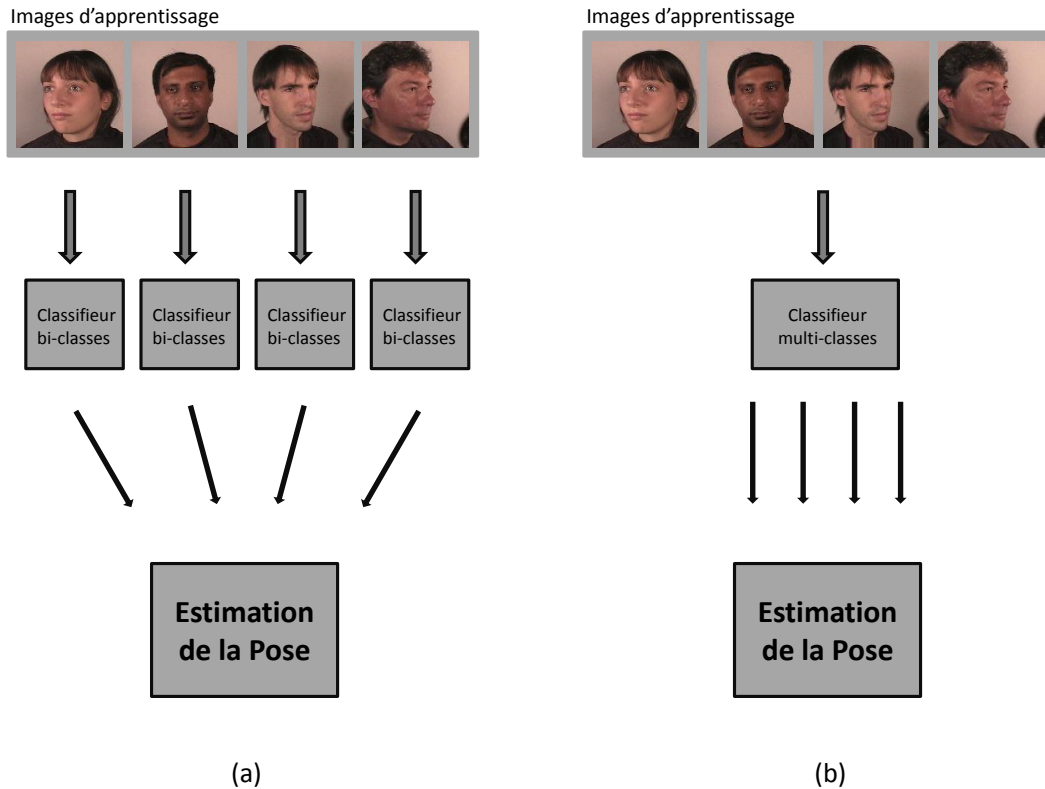 Images d’apprentissage
Classifieur
bi-classes
Classifieur
bi-classes
Classifieur
bi-classes
Classifieur
bi-classes
Estimation
de la Pose
(a)
Images d’apprentissage
Classifieur
multi-classes
Estimation
de la Pose
(b)